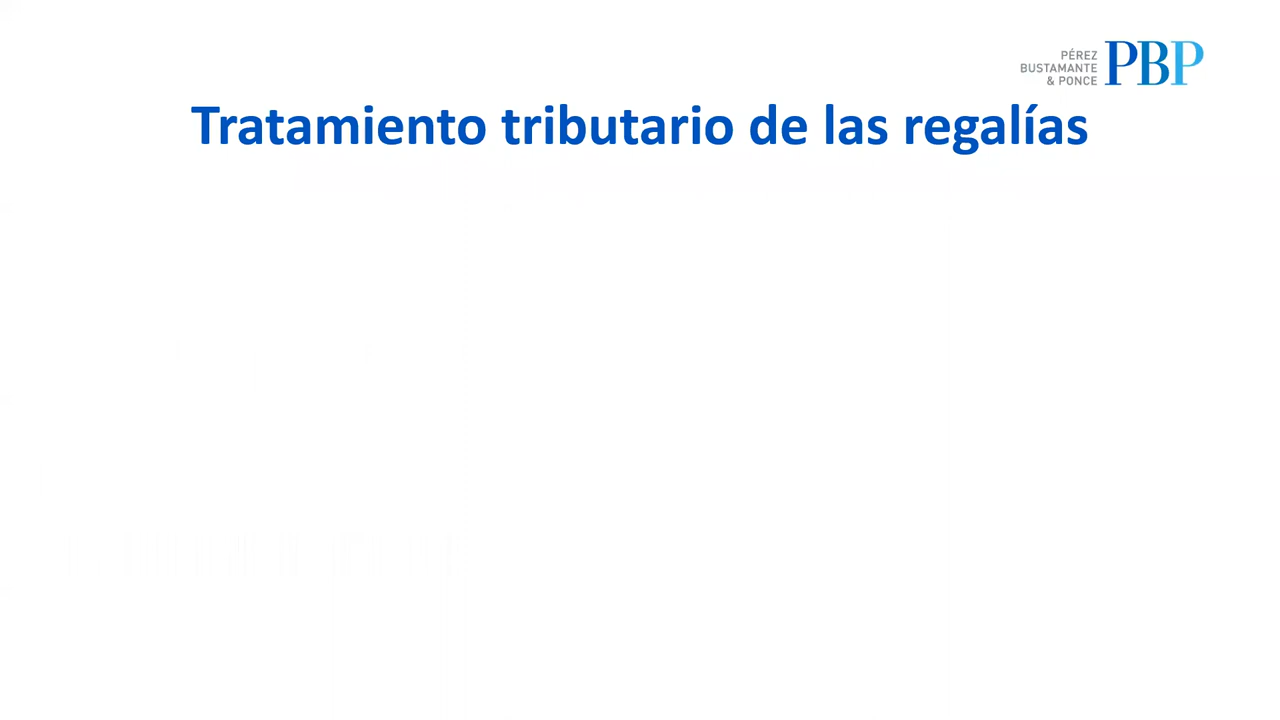 PÉREZ
BUSTAMANTE
& PONCE
PBP
Tratamiento tributario de las regalías